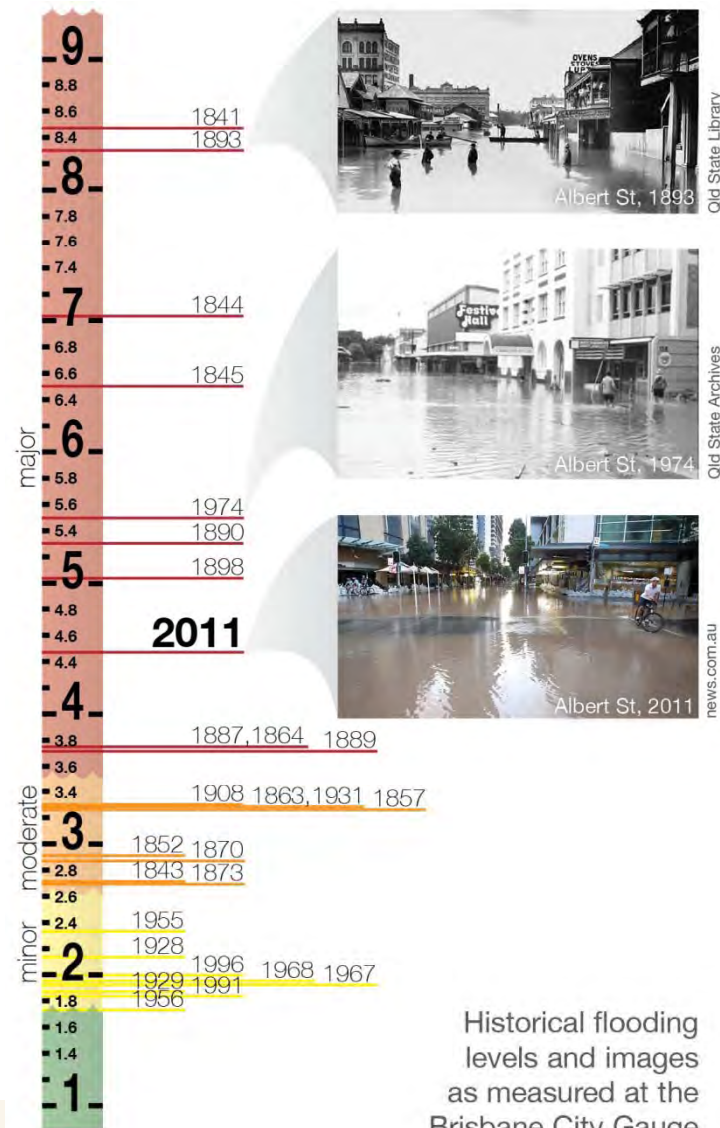 9
8.8
8.6
1841
8.4
1893
8
7.8
7.6
7.4
7
1844
6.8
6.6
1845
6.4
6
5.8
5.6
1974
5.4
1890
5
1898
4.8
4.6
2011
4.4
4
3.8
1887,1864 1889
3.6
3.4
1908 1863,1931 1857
3
1852 1870
2.8
1843 1873
2.6
2.4
1955
1928
2
1996 1968 1967
1929 1991
1.8
1956
1.6
1.4
1
major
moderate
minor
OVENS
STOVES
Albert St, 1893
Qld State Library
Festiv
Hall
Albert St, 1974
Qld State Archives
Albert St, 2011
news.com.au
Historical flooding
levels and images
as measured at the
Brisbane City Gauge